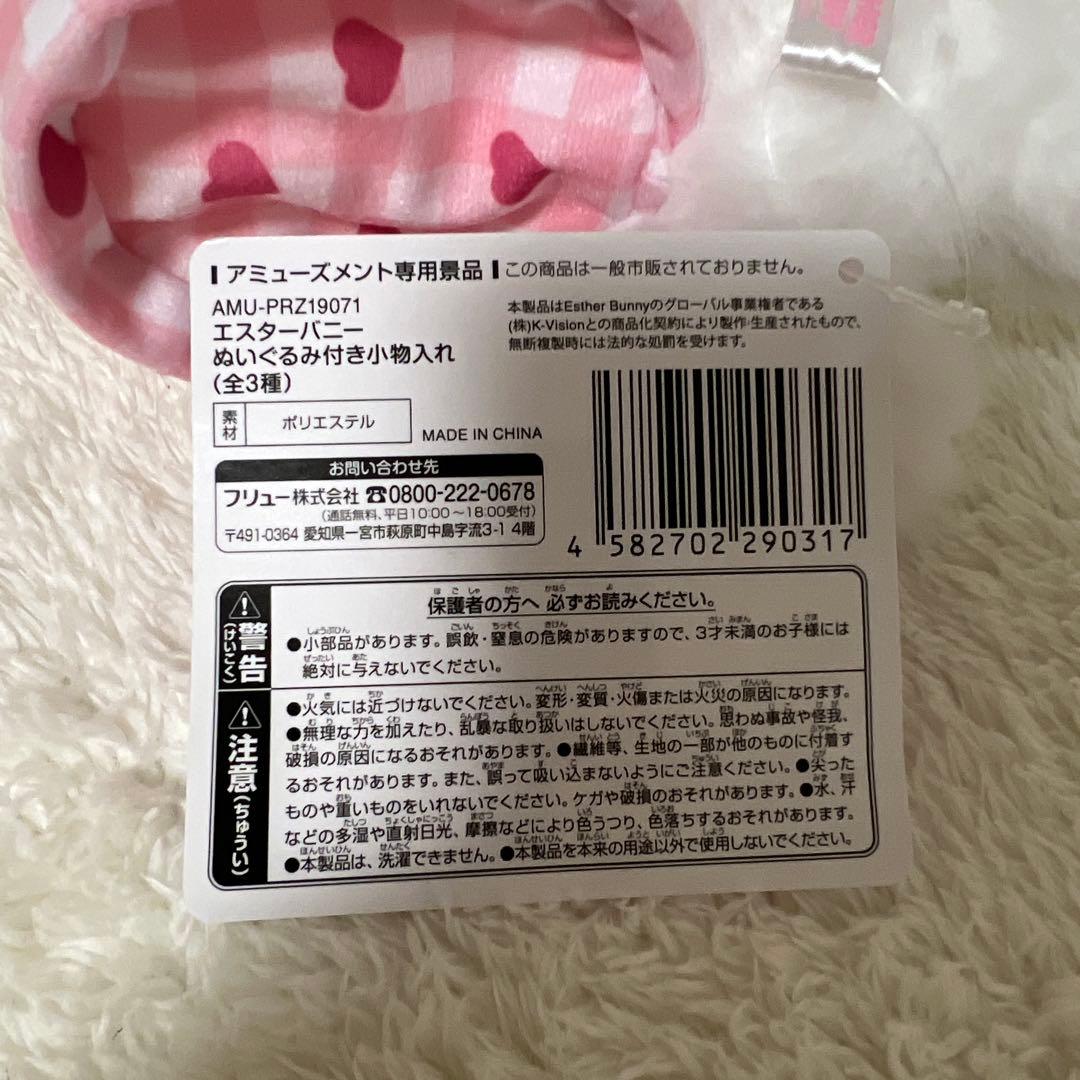 アミューズメント専用景品 この商品は一般市販されておりません。
AMU-PRZ19071
エスターバニー
ぬいぐるみ付き小物入れ
(全3種)
本製品はEsther Bunnyのグローバル事業権者である
(株)K-Visionとの商品化契約により製作・生産されたもので、
無断複製時には法的な処罰を受けます。
素材 ポリエステル
MADE IN CHINA
お問い合わせ先
フリュー株式会社 ☎0800-222-0678
(通話無料、平日10:00〜18:00受付)
〒491-0364 愛知県一宮市萩原町中島字流3-1 4階
4 582702 290317
警告(けいこく)
保護者の方へ 必ずお読みください。
●小部品があります。誤飲・窒息の危険がありますので、3才未満のお子様には
絶対に与えないでください。
注意(ちゅうい)
●火気には近づけないでください。変形・変質・火傷または火災の原因になります。
●無理な力を加えたり、乱暴な取り扱いはしないでください。思わぬ事故や怪我、
破損の原因になるおそれがあります。●繊維等、生地の一部が他のものに付着す
るおそれがあります。また、誤って吸い込まないようにご注意ください。●尖った
ものや重いものをいれないでください。ケガや破損のおそれがあります。●水、汗
などの多湿や直射日光、摩擦などにより色うつり、色落ちするおそれがあります。
●本製品は、洗濯できません。●本製品を本来の用途以外で使用しないでください。